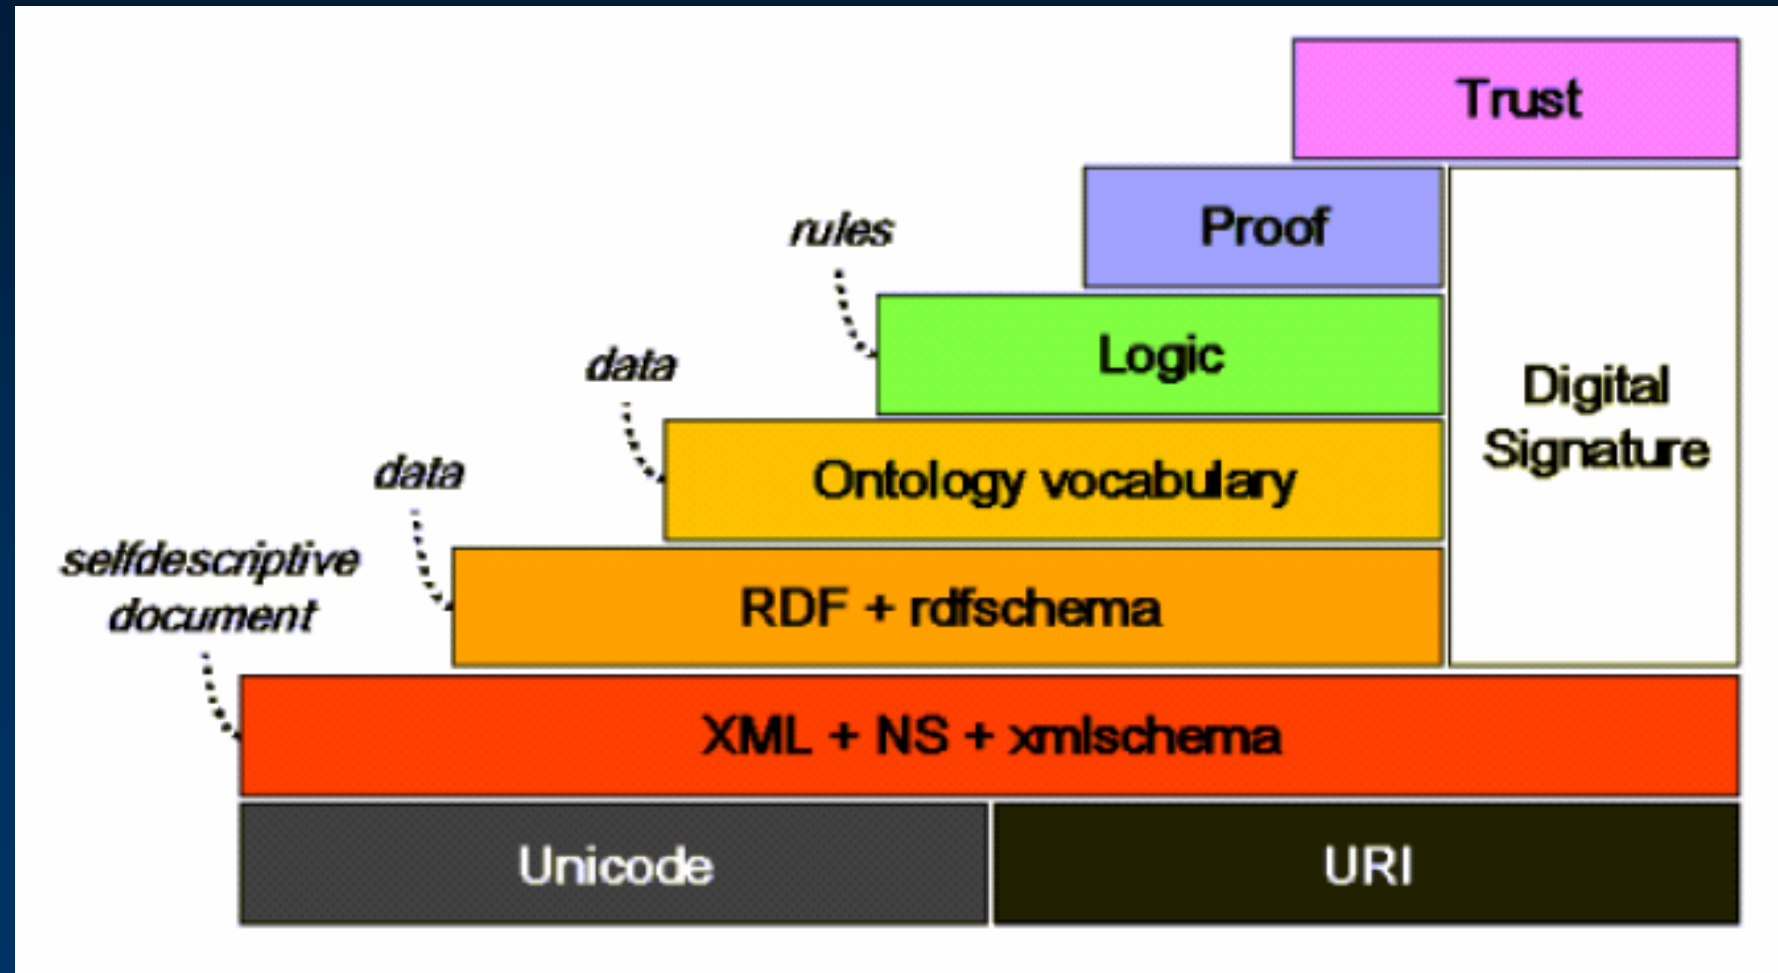 Trust
Proof
rules
Logic
Digital
Signature
data
Ontology vocabulary
data
RDF + rdfschema
selfdescriptive
document
XML + NS + xmlschema
Unicode
URI